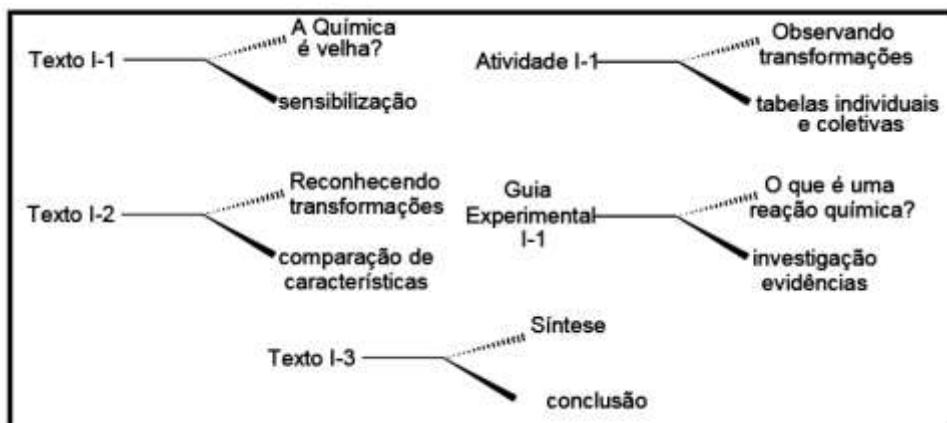 Texto I-1
A Química
é velha?
sensibilização
Atividade I-1
Observando
transformações
tabelas individuais
e coletivas
Texto I-2
Reconhecendo
transformações
comparação de
características
Guia
Experimental
I-1
O que é uma
reação química?
investigação
evidências
Texto I-3
Síntese
conclusão